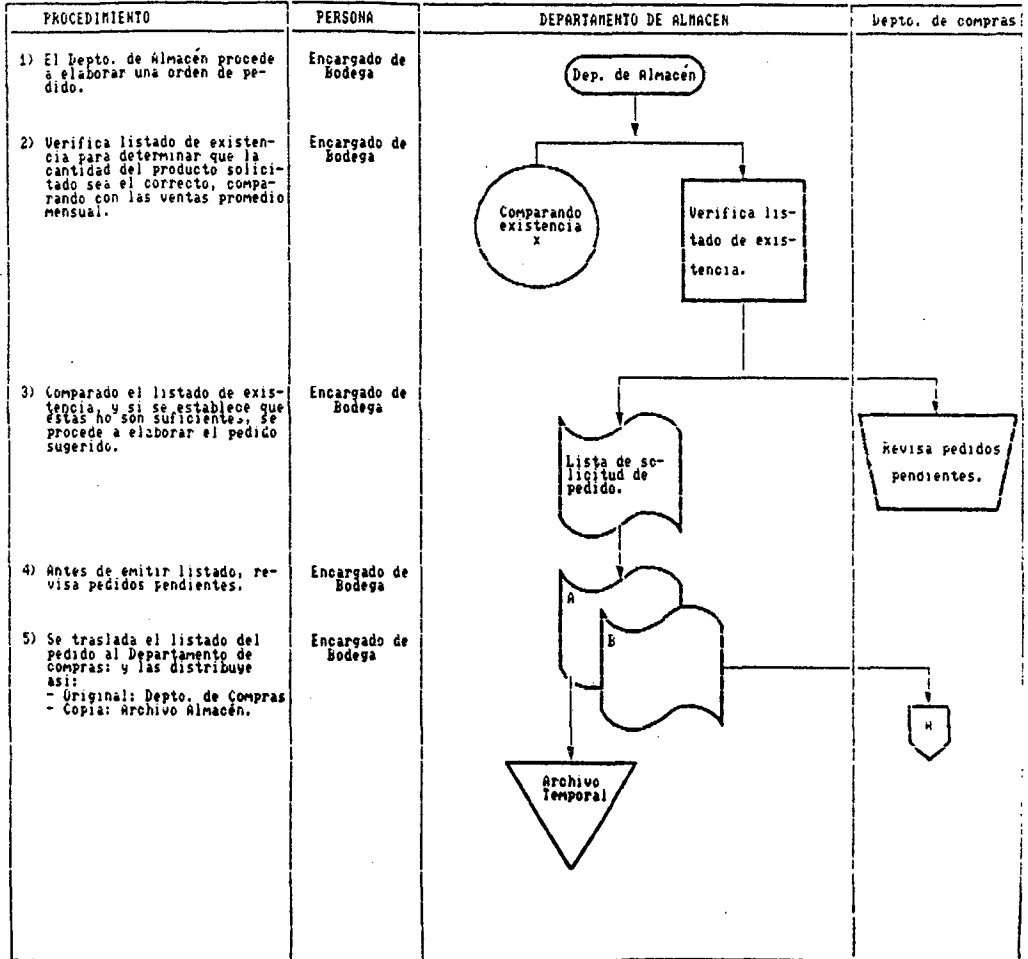 PROCEDIMIENTO
PERSONA
DEPARTAMENTO DE ALMACEN
Depto. de compras
1) El Depto. de Almacén procede
a elaborar una orden de pe-
dido.
Encargado de
Bodega
Dep. de Almacén
2) Verifica listado de existen-
cia para determinar que la
cantidad del producto solici-
tado sea el correcto, compa-
rando con las ventas promedio
mensual.
Encargado de
Bodega
Comparando
existencia
x
Verifica lis-
tado de exis-
tencia.
3) Comparado el listado de exis-
tencia, y si se establece que
éstas no son suficientes, se
procede a elaborar el pedido
sugerido.
Encargado de
Bodega
Lista de so-
licitud de
pedido.
Revisa pedidos
pendientes.
4) Antes de emitir listado, re-
visa pedidos pendientes.
Encargado de
Bodega
A
B
5) Se traslada el listado del
pedido al Departamento de
compras: y las distribuye
asi:
- Original: Depto. de Compras
- Copia: Archivo Almacén.
Encargado de
Bodega
Archivo
Temporal